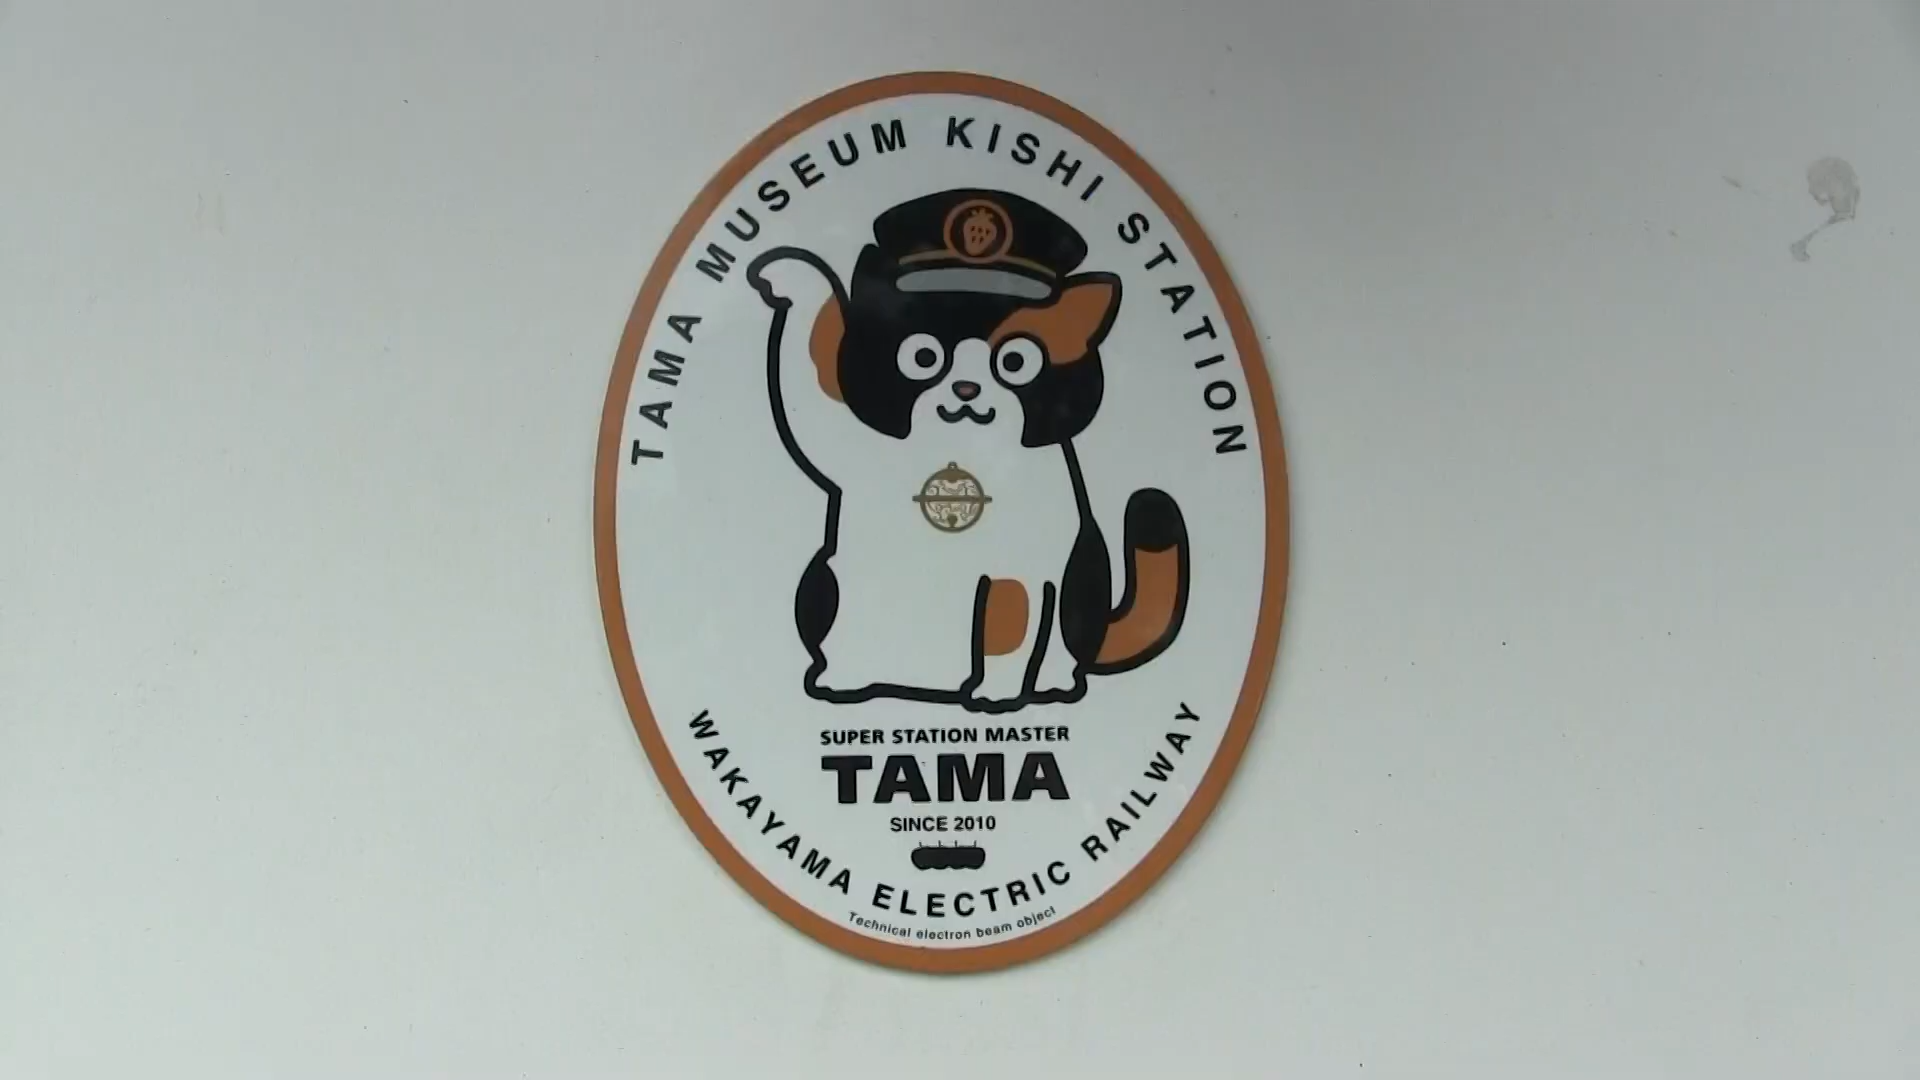 TAMA MUSEUM KISHI STATION
SUPER STATION MASTER
TAMA
SINCE 2010
WAKAYAMA ELECTRIC RAILWAY
Technical electron beam object